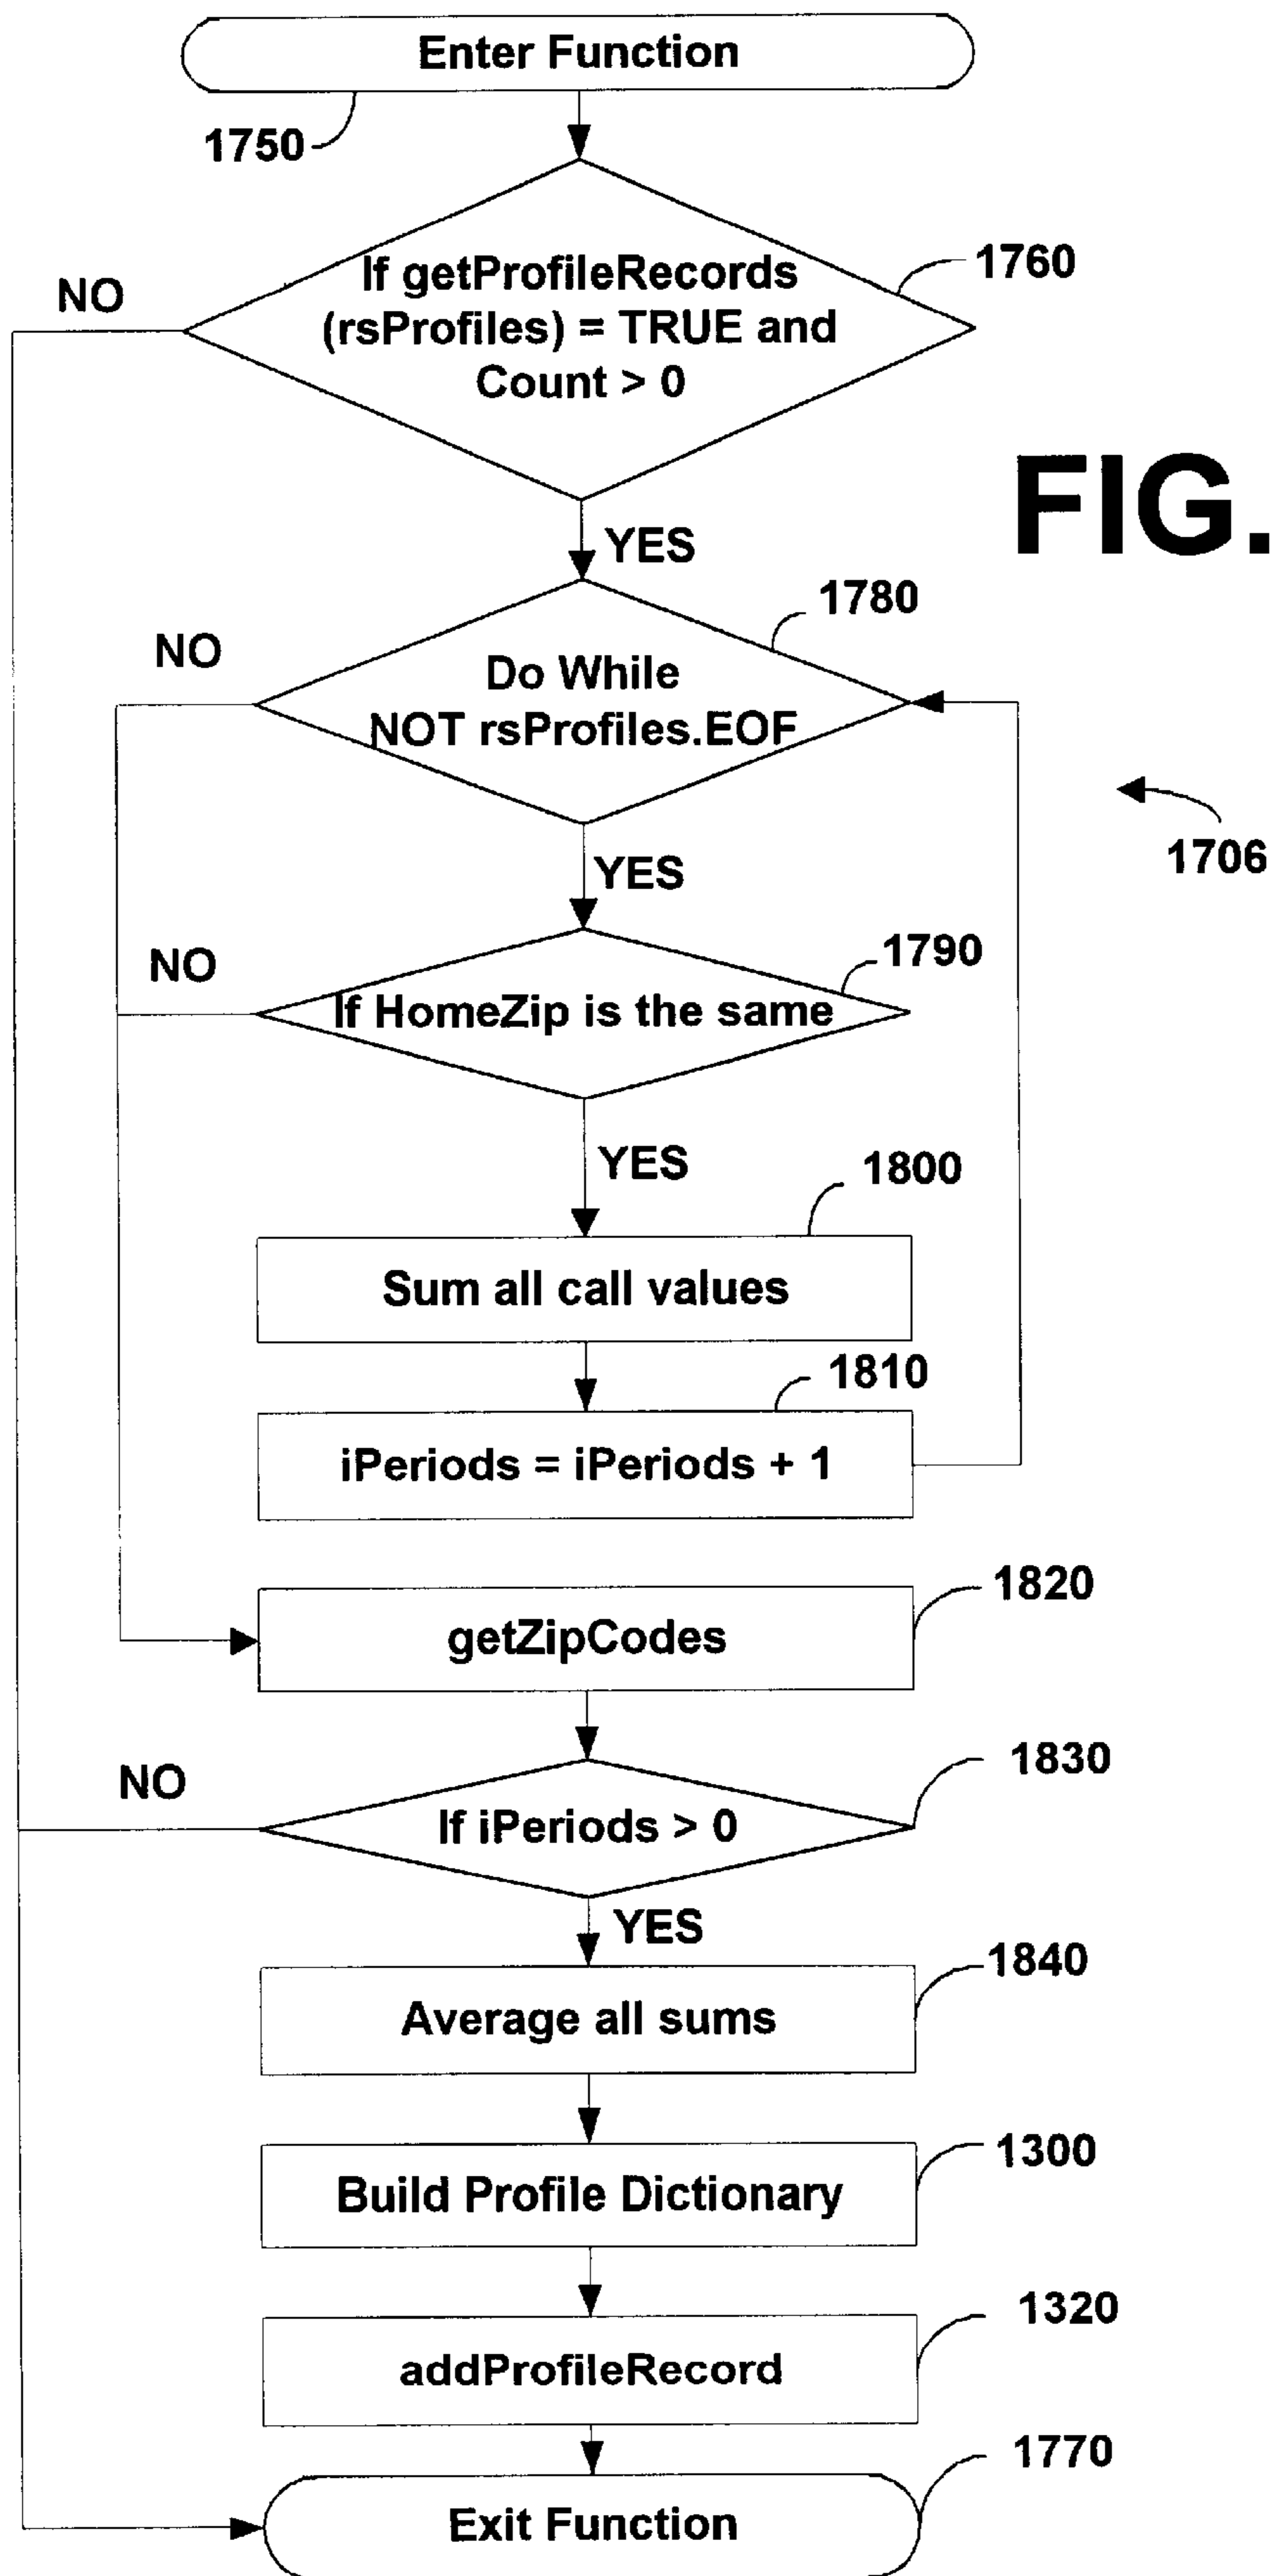 Enter Function
1750
If getProfileRecords
(rsProfiles) = TRUE and
Count > 0
1760
NO
FIG.
YES
1780
NO
Do While
NOT rsProfiles.EOF
1706
YES
1790
NO
If HomeZip is the same
YES
1800
Sum all call values
1810
iPeriods = iPeriods + 1
1820
getZipCodes
1830
NO
If iPeriods > 0
YES
1840
Average all sums
1300
Build Profile Dictionary
1320
addProfileRecord
1770
Exit Function